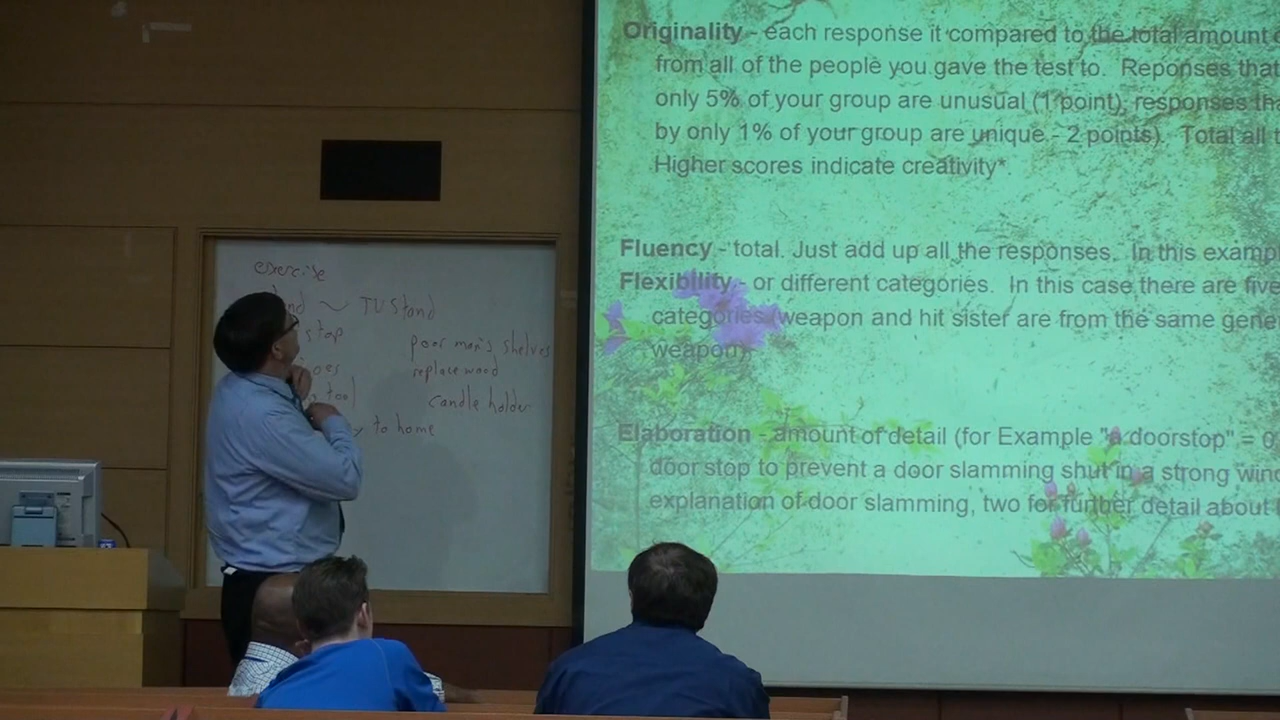 exercise
TV Stand
stop
poor man's shelves
replace wood
tool
candle holder
to home
Originality - each response it compared to the total amount
from all of the people you gave the test to. Reponses that
only 5% of your group are unusual (1 point), responses
by only 1% of your group are unique - 2 points). Total all
Higher scores indicate creativity*.
Fluency - total. Just add up all the responses. In this
Flexibility - or different categories. In this case there are five
categories (weapon and hit sister are from the same
weapon)
Elaboration - amount of detail (for Example "a doorstop" = 0
door stop to prevent a door slamming shut in a strong
explanation of door slamming, two for further detail about